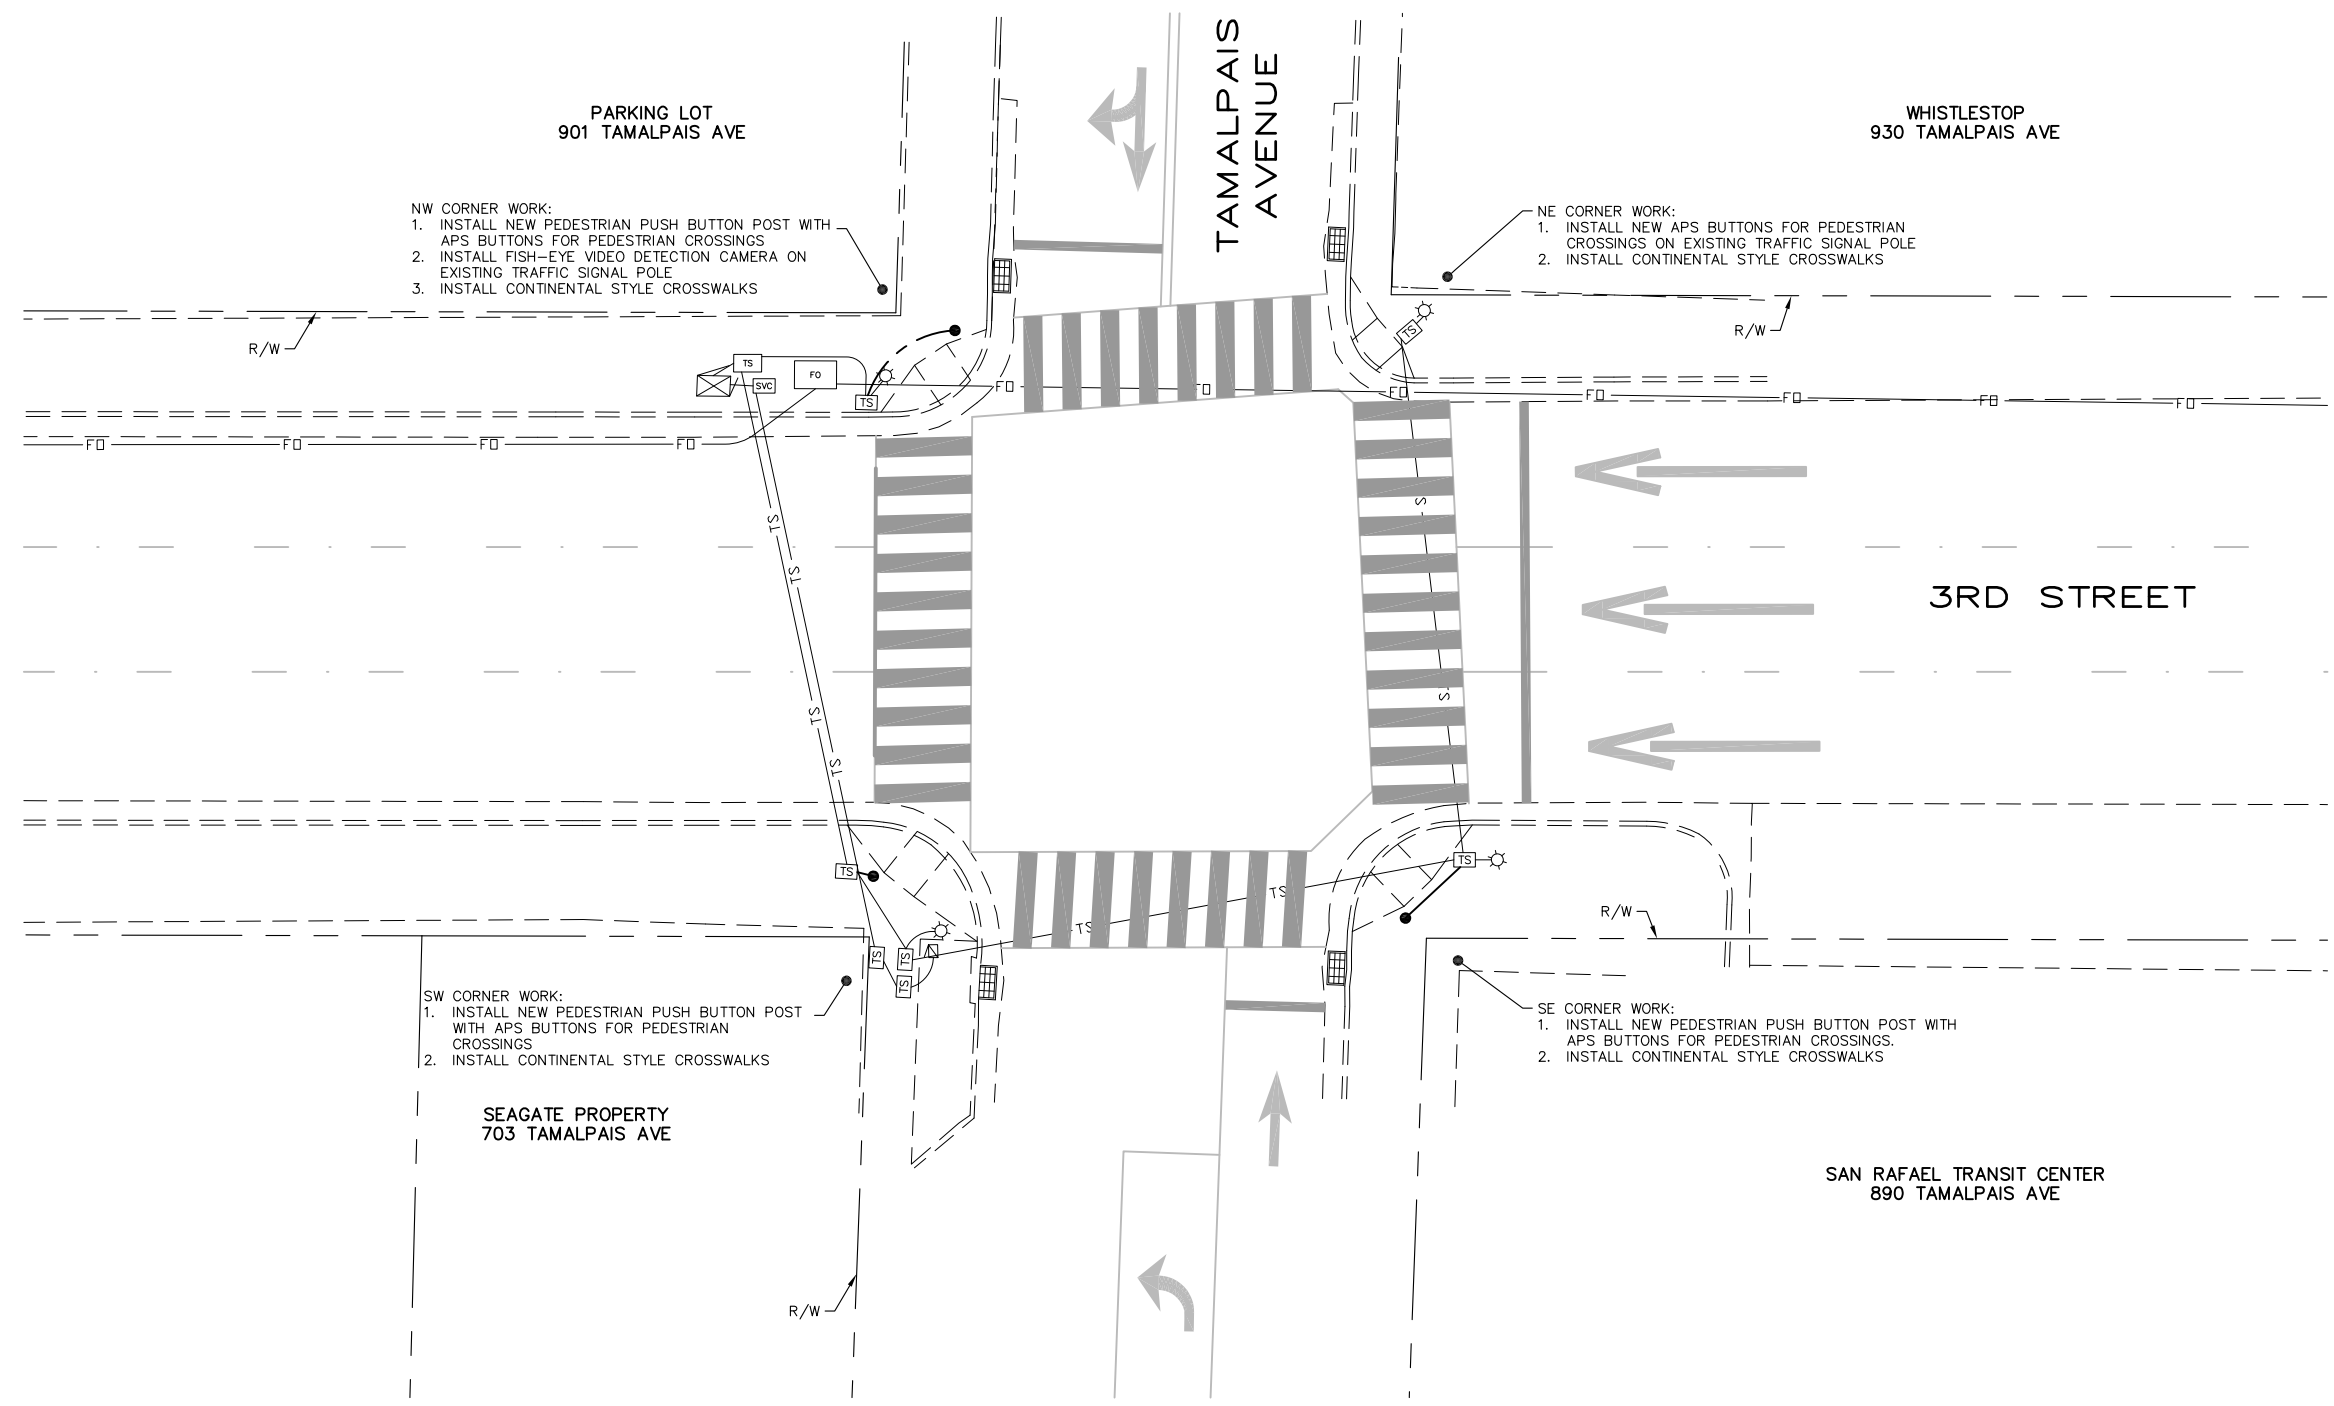 TAMALPAIS
AVENUE
PARKING LOT
901 TAMALPAIS AVE
WHISTLESTOP
930 TAMALPAIS AVE
NW CORNER WORK:
1. INSTALL NEW PEDESTRIAN PUSH BUTTON POST WITH
APS BUTTONS FOR PEDESTRIAN CROSSINGS
2. INSTALL FISH-EYE VIDEO DETECTION CAMERA ON
EXISTING TRAFFIC SIGNAL POLE
3. INSTALL CONTINENTAL STYLE CROSSWALKS
NE CORNER WORK:
1. INSTALL NEW APS BUTTONS FOR PEDESTRIAN
CROSSINGS ON EXISTING TRAFFIC SIGNAL POLE
2. INSTALL CONTINENTAL STYLE CROSSWALKS
R/W
R/W
TS
TS
SVC
FO
TS
FO
FO
FO
FO
FO
FO
FO
FO
FO
FO
FO
TS
S
TS
3RD STREET
S
TS
TS
TS
TS
TS
TS
R/W
TS
TS
TS
SW CORNER WORK:
1. INSTALL NEW PEDESTRIAN PUSH BUTTON POST
WITH APS BUTTONS FOR PEDESTRIAN
CROSSINGS
2. INSTALL CONTINENTAL STYLE CROSSWALKS
SE CORNER WORK:
1. INSTALL NEW PEDESTRIAN PUSH BUTTON POST WITH
APS BUTTONS FOR PEDESTRIAN CROSSINGS.
2. INSTALL CONTINENTAL STYLE CROSSWALKS
SEAGATE PROPERTY
703 TAMALPAIS AVE
SAN RAFAEL TRANSIT CENTER
890 TAMALPAIS AVE
R/W